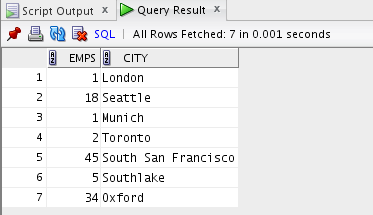 Script Output × Query Result ×
SQL | All Rows Fetched: 7 in 0.001 seconds
EMPS CITY
1 1 London
2 18 Seattle
3 1 Munich
4 2 Toronto
5 45 South San Francisco
6 5 Southlake
7 34 Oxford